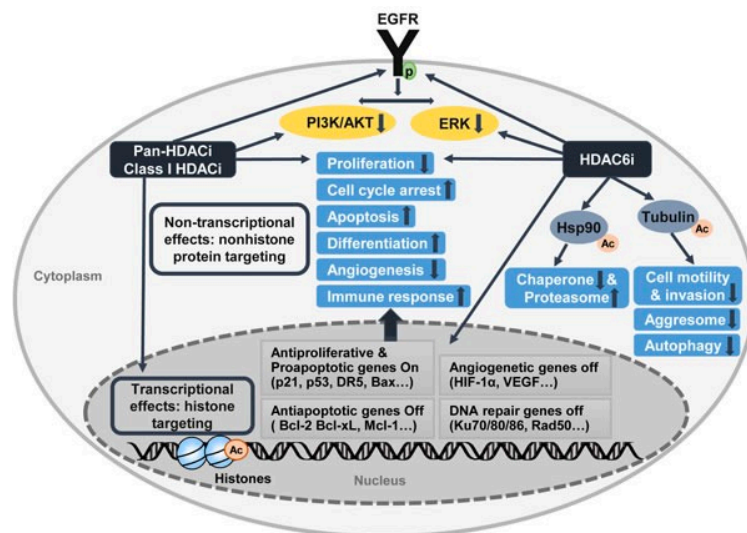 EGFR
p
PI3K/AKT
ERK
Pan-HDACi
Class I HDACi
HDAC6i
Proliferation
Cell cycle arrest
Apoptosis
Differentiation
Angiogenesis
Immune response
Non-transcriptional
effects: nonhistone
protein targeting
Hsp90
Ac
Tubulin
Ac
Cytoplasm
Chaperone &
Proteasome
Cell motility
& invasion
Aggresome
Autophagy
Antiproliferative &
Proapoptotic genes On
(p21, p53, DR5, Bax...)
Angiogenetic genes off
(HIF-1α, VEGF...)
Transcriptional
effects: histone
targeting
Antiapoptotic genes Off
( Bcl-2 Bcl-xL, Mcl-1...)
DNA repair genes off
(Ku70/80/86, Rad50...)
Ac
Histones
Nucleus